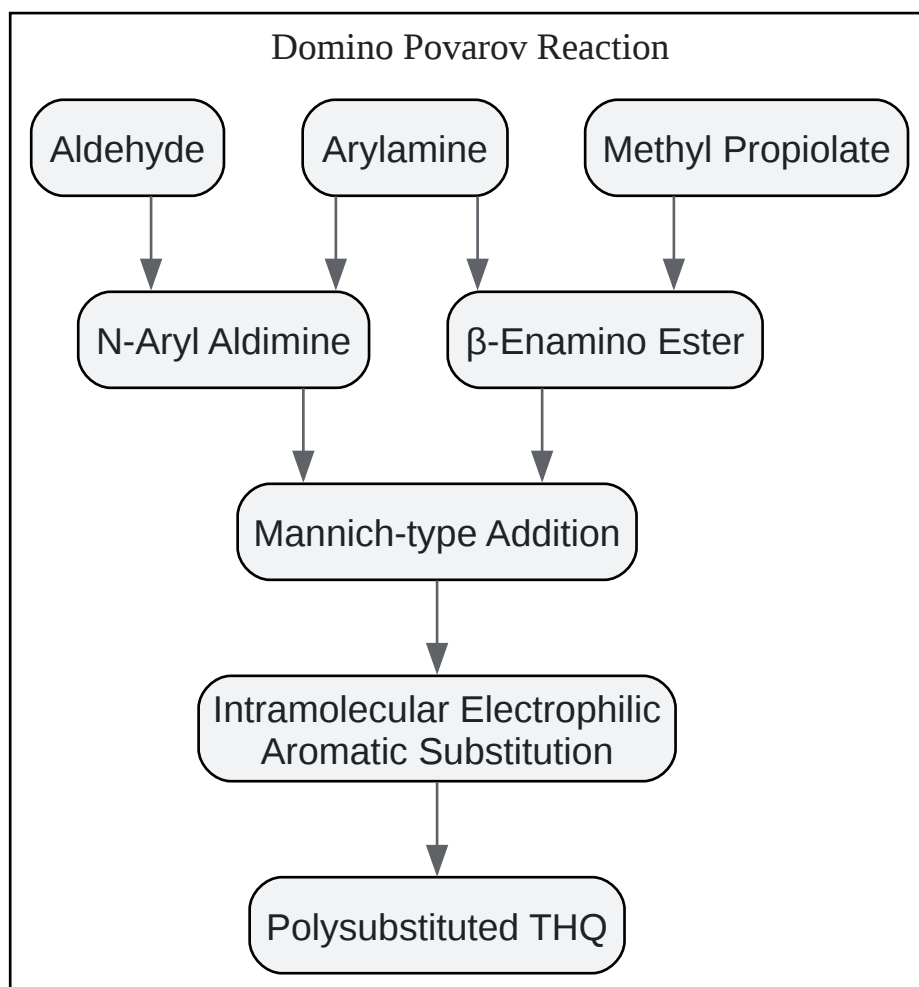 Domino Povarov Reaction
Aldehyde
Arylamine
Methyl Propiolate
N-Aryl Aldimine
β-Enamino Ester
Mannich-type Addition
Intramolecular Electrophilic
Aromatic Substitution
Polysubstituted THQ